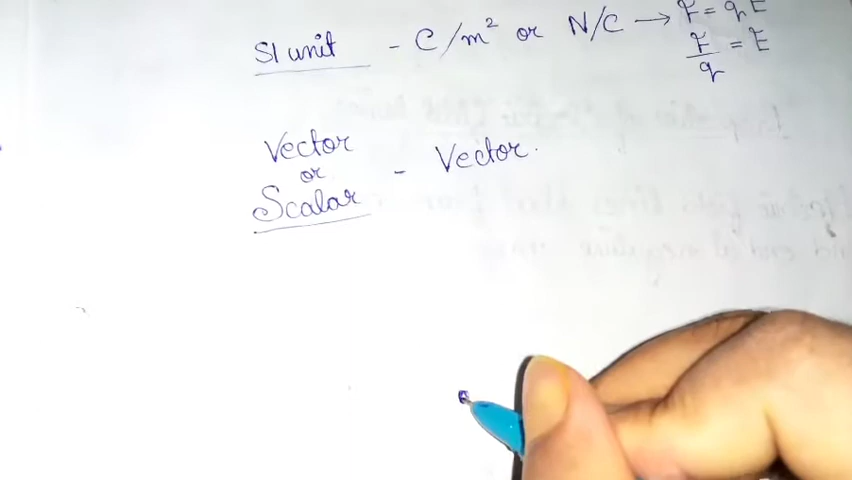 SI unit - C/m² or N/C → F = qE
F/q = E
Vector
or - Vector.
Scalar